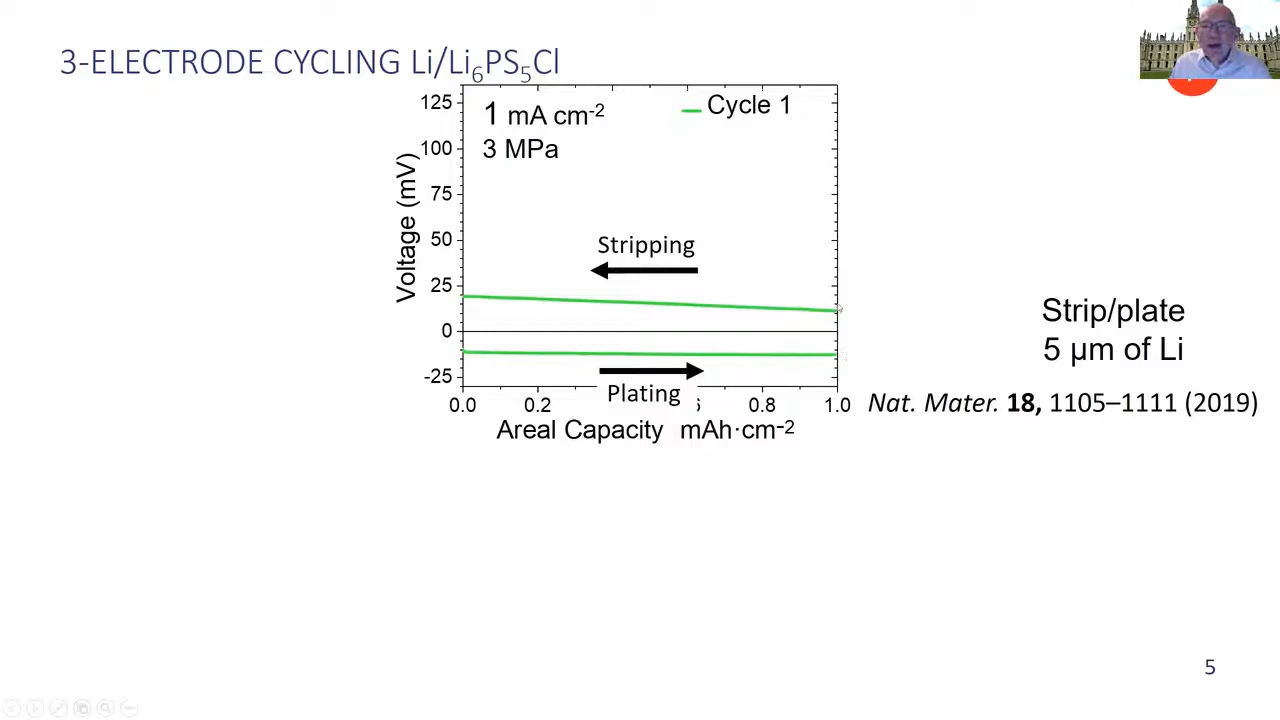 3-ELECTRODE CYCLING Li/Li₆PS₅Cl
125
100
75
50
25
0
-25
Voltage (mV)
1 mA cm⁻²
3 MPa
Cycle 1
Stripping
Plating
0.0 0.2 0.8 1.0
Areal Capacity mAh·cm⁻²
Strip/plate
5 µm of Li
Nat. Mater. 18, 1105–1111 (2019)
5